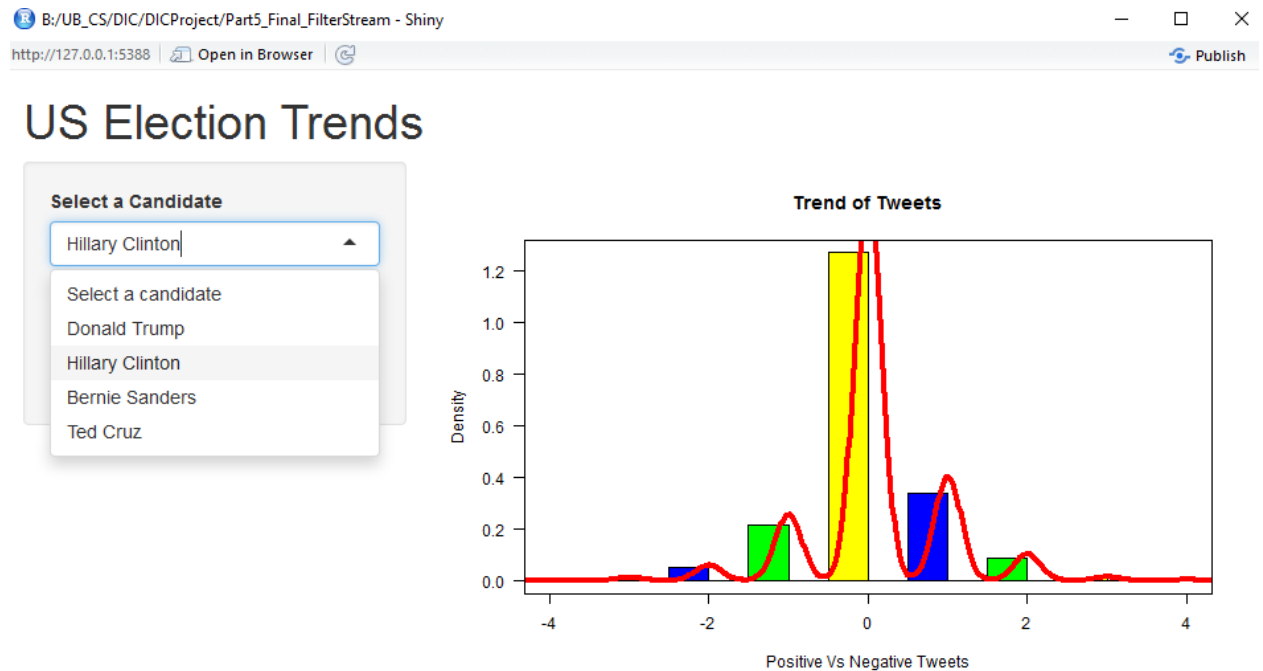 B:/UB_CS/DIC/DICProject/Part5_Final_FilterStream - Shiny
http://127.0.0.1:5388 Open in Browser Publish
US Election Trends
Select a Candidate
Hillary Clinton
Select a candidate
Donald Trump
Hillary Clinton
Bernie Sanders
Ted Cruz
Trend of Tweets
Density
1.2
1.0
0.8
0.6
0.4
0.2
0.0
-4 -2 0 2 4
Positive Vs Negative Tweets